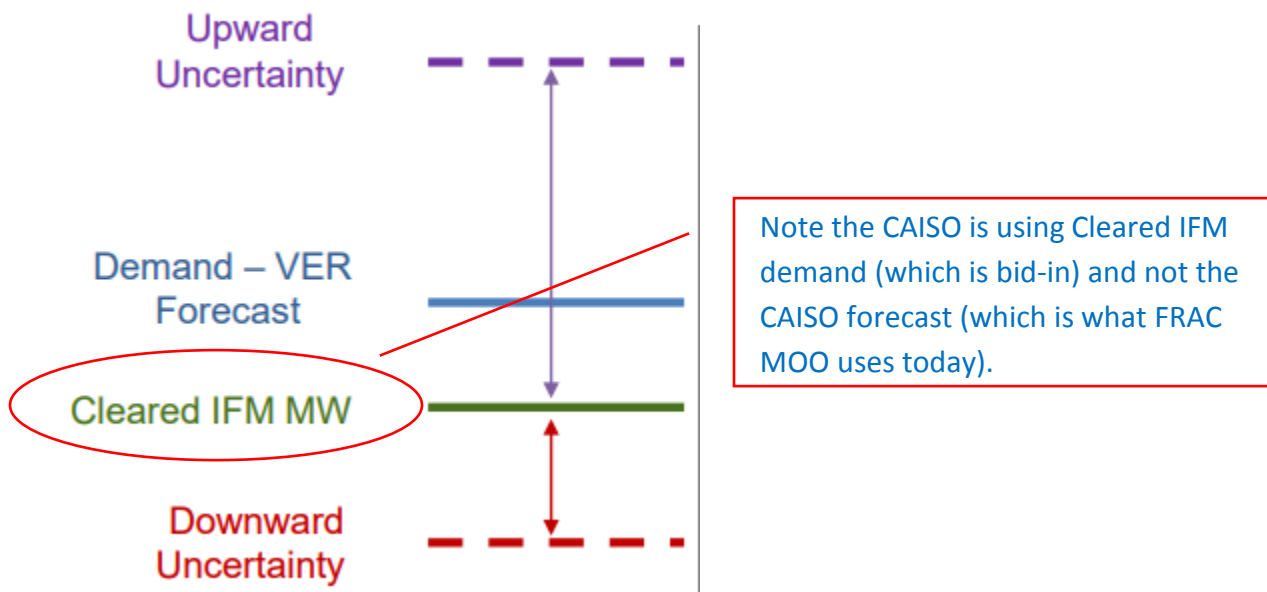 Upward
Uncertainty
Demand – VER
Forecast
Cleared IFM MW
Downward
Uncertainty
Note the CAISO is using Cleared IFM
demand (which is bid-in) and not the
CAISO forecast (which is what FRAC
MOO uses today).